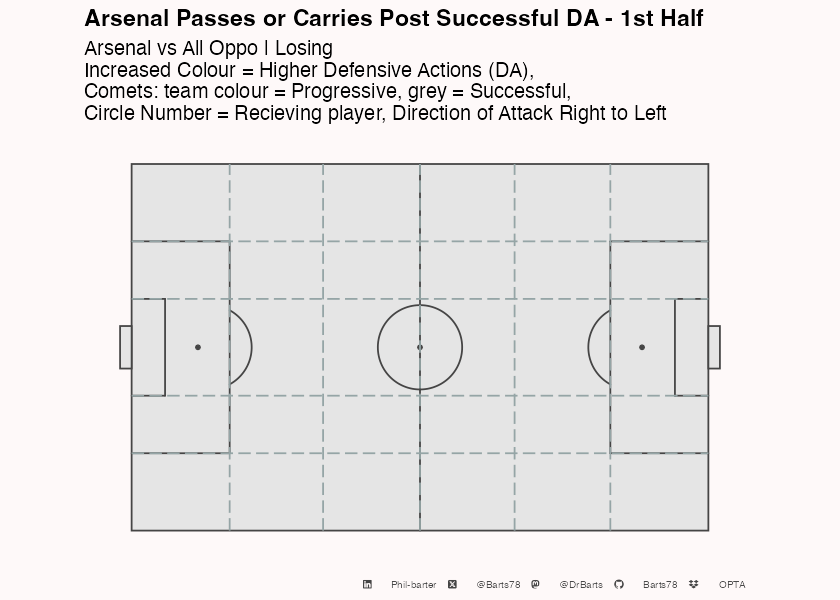 Arsenal Passes or Carries Post Successful DA - 1st Half
Arsenal vs All Oppo | Losing
Increased Colour = Higher Defensive Actions (DA),
Comets: team colour = Progressive, grey = Successful,
Circle Number = Recieving player, Direction of Attack Right to Left
Phil-barter @Barts78 @DrBarts Barts78 OPTA